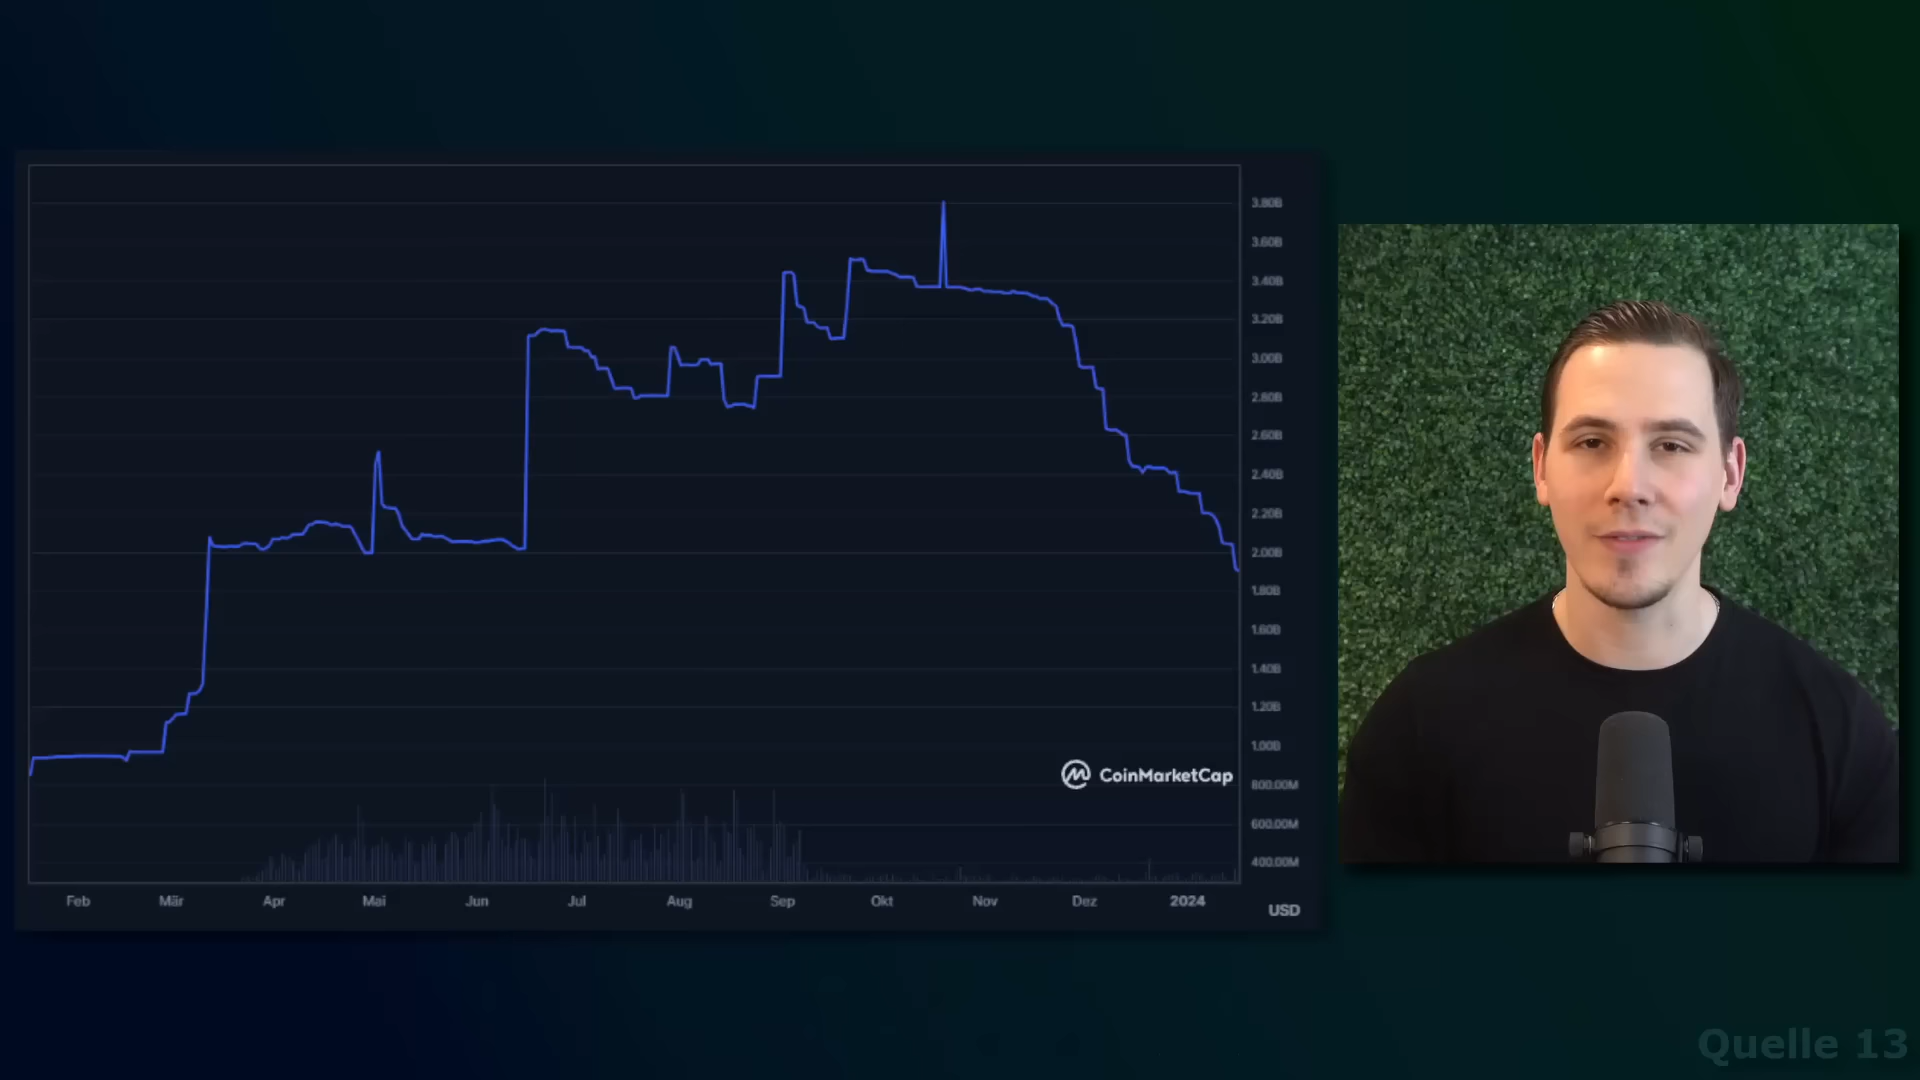 3.80B
3.60B
3.40B
3.20B
3.00B
2.80B
2.60B
2.40B
2.20B
2.00B
1.80B
1.60B
1.40B
1.20B
1.00B
CoinMarketCap
800.00M
600.00M
400.00M
Feb Mär Apr Mai Jun Jul Aug Sep Okt Nov Dez 2024
USD
Quelle 13